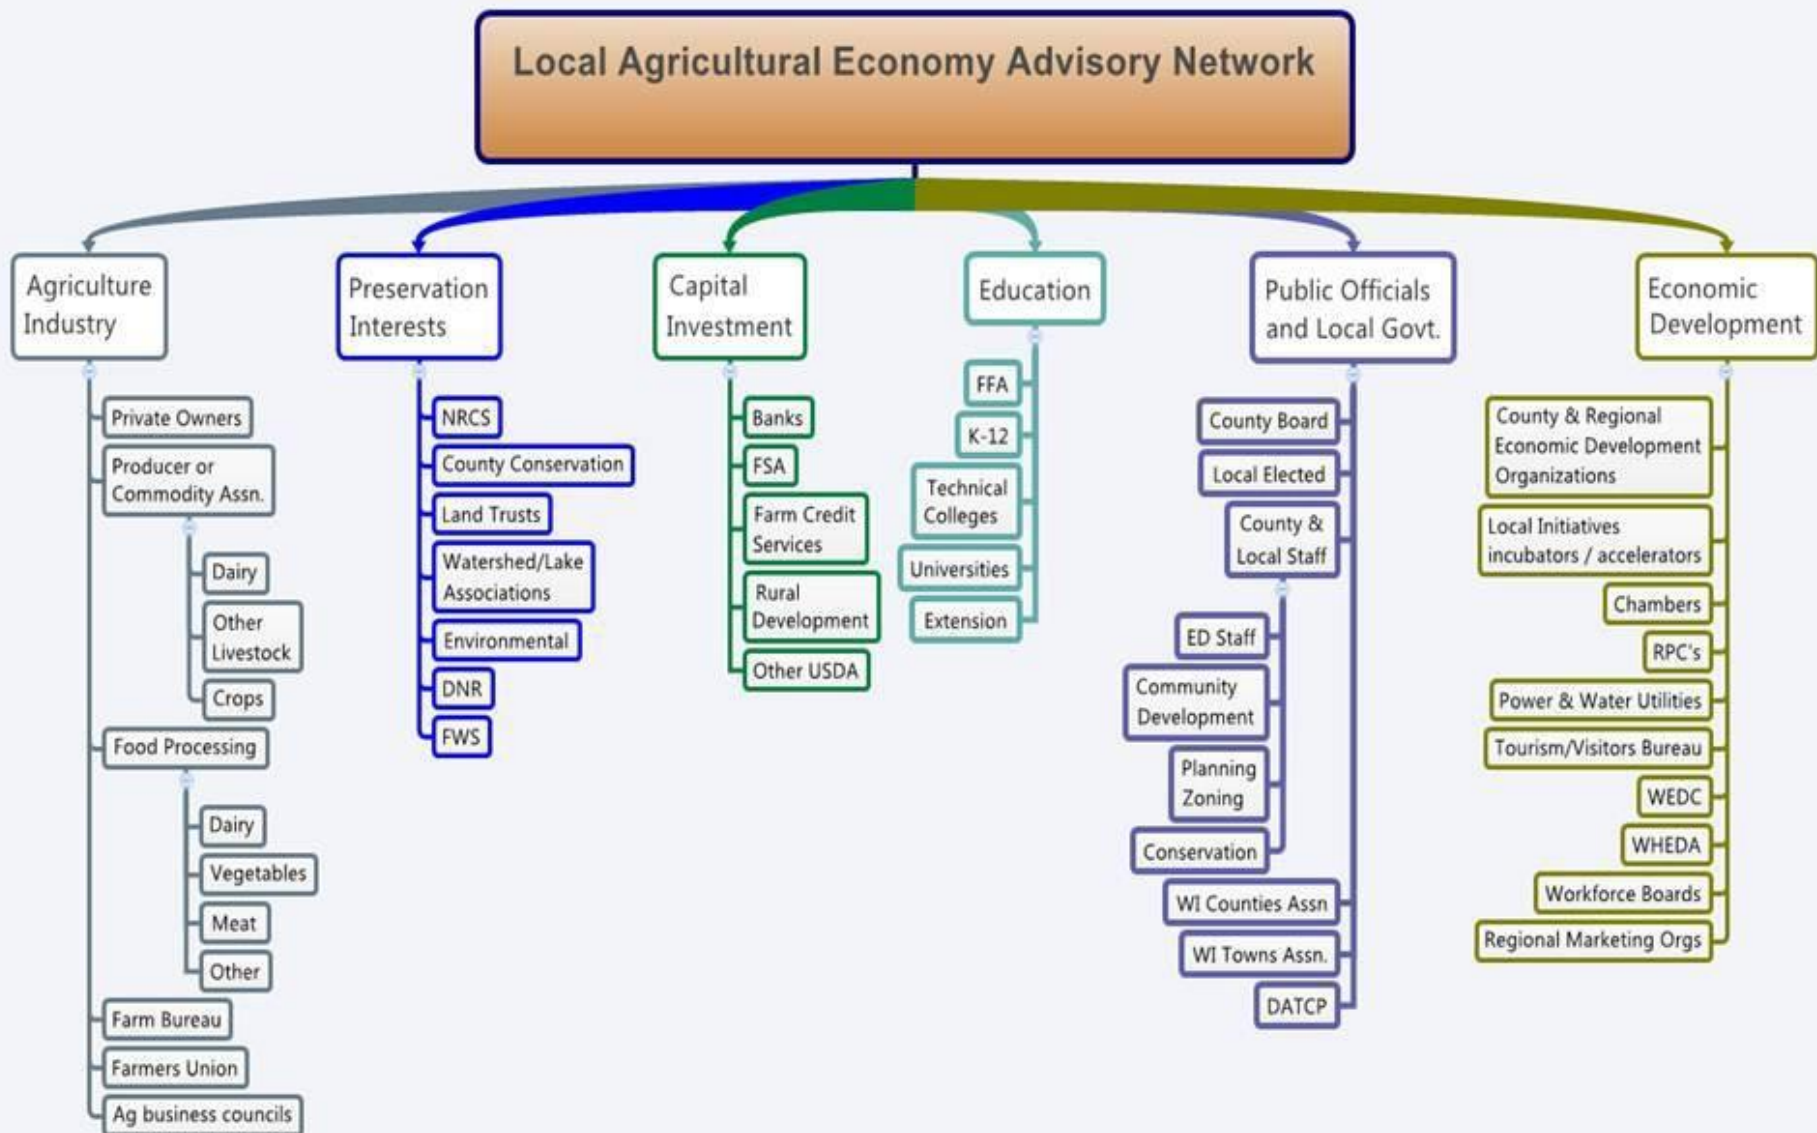 Local Agricultural Economy Advisory Network
Agriculture
Industry
Private Owners
Producer or
Commodity Assn.
Dairy
Other
Livestock
Crops
Food Processing
Dairy
Vegetables
Meat
Other
Farm Bureau
Farmers Union
Ag business councils
Preservation
Interests
NRCS
County Conservation
Land Trusts
Watershed/Lake
Associations
Environmental
DNR
FWS
Capital
Investment
Banks
FSA
Farm Credit
Services
Rural
Development
Other USDA
Education
FFA
K-12
Technical
Colleges
Universities
Extension
Public Officials
and Local Govt.
County Board
Local Elected
County &
Local Staff
ED Staff
Community
Development
Planning
Zoning
Conservation
WI Counties Assn
WI Towns Assn.
DATCP
Economic
Development
County & Regional
Economic Development
Organizations
Local Initiatives
incubators / accelerators
Chambers
RPC's
Power & Water Utilities
Tourism/Visitors Bureau
WEDC
WHEDA
Workforce Boards
Regional Marketing Orgs